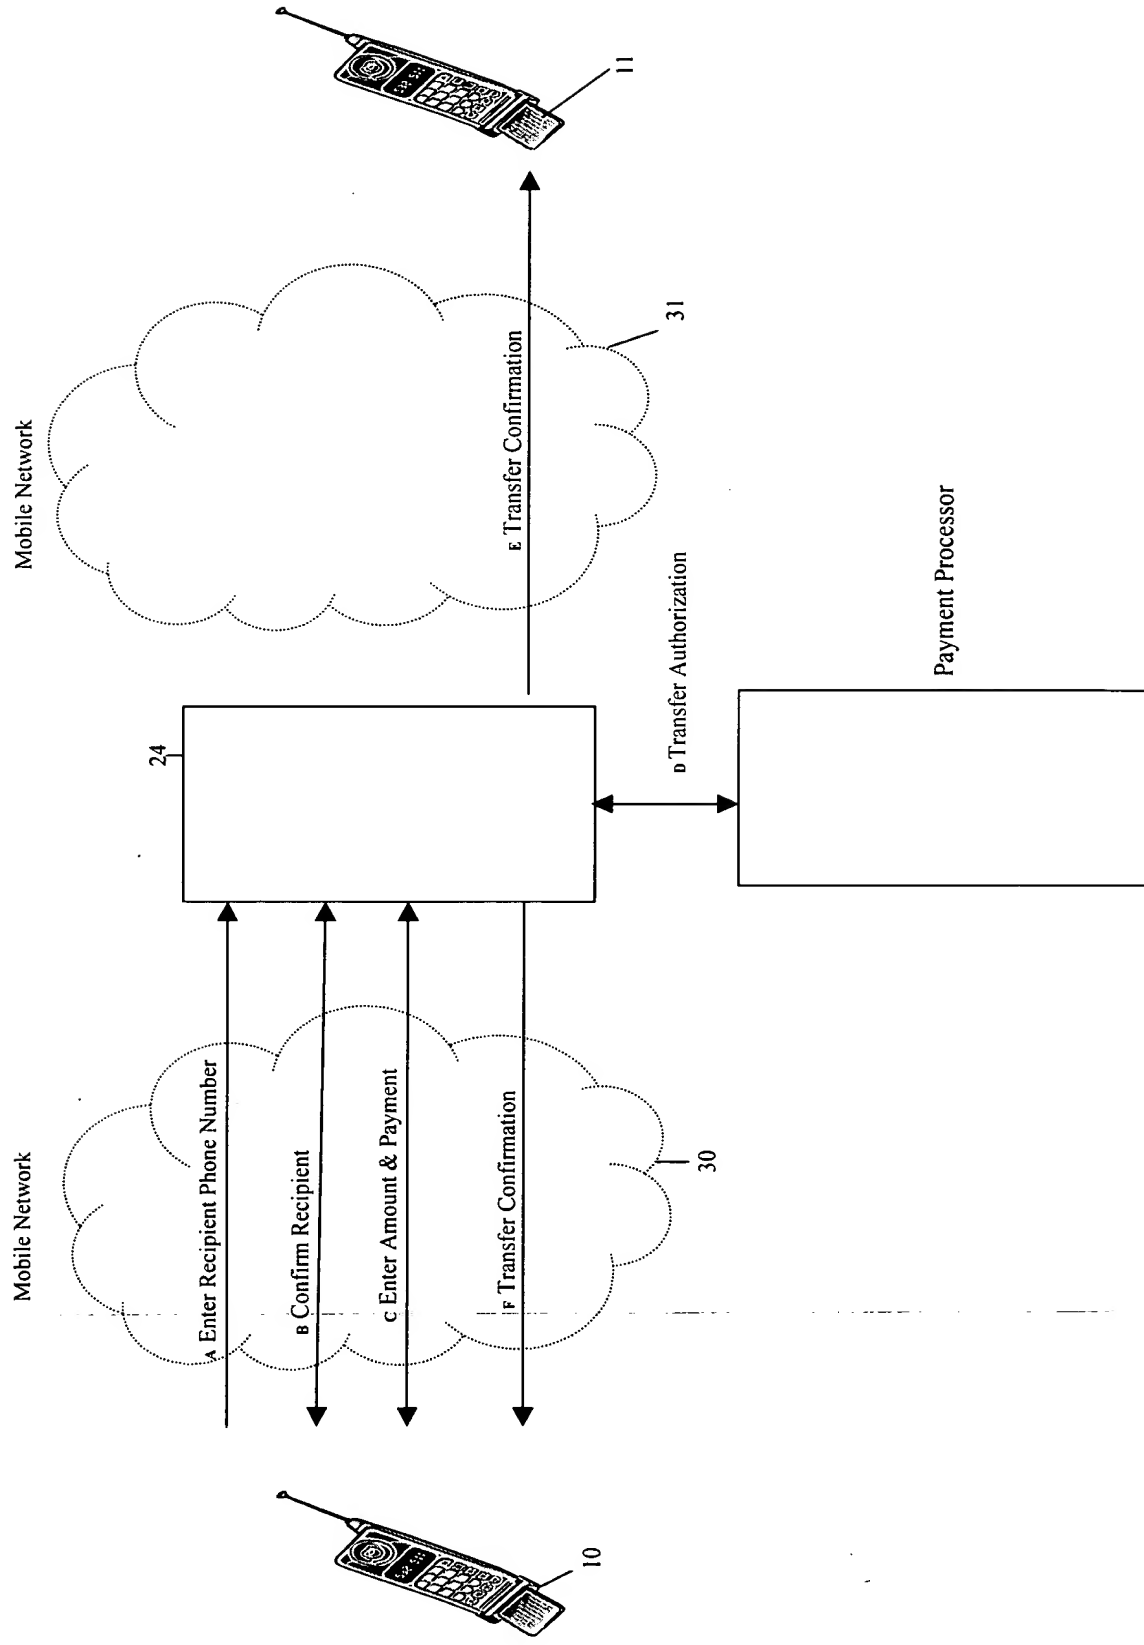 Mobile Network
Mobile Network
A Enter Recipient Phone Number
24
B Confirm Recipient
C Enter Amount & Payment
F Transfer Confirmation
E Transfer Confirmation
10
11
30
31
D Transfer Authorization
Payment Processor